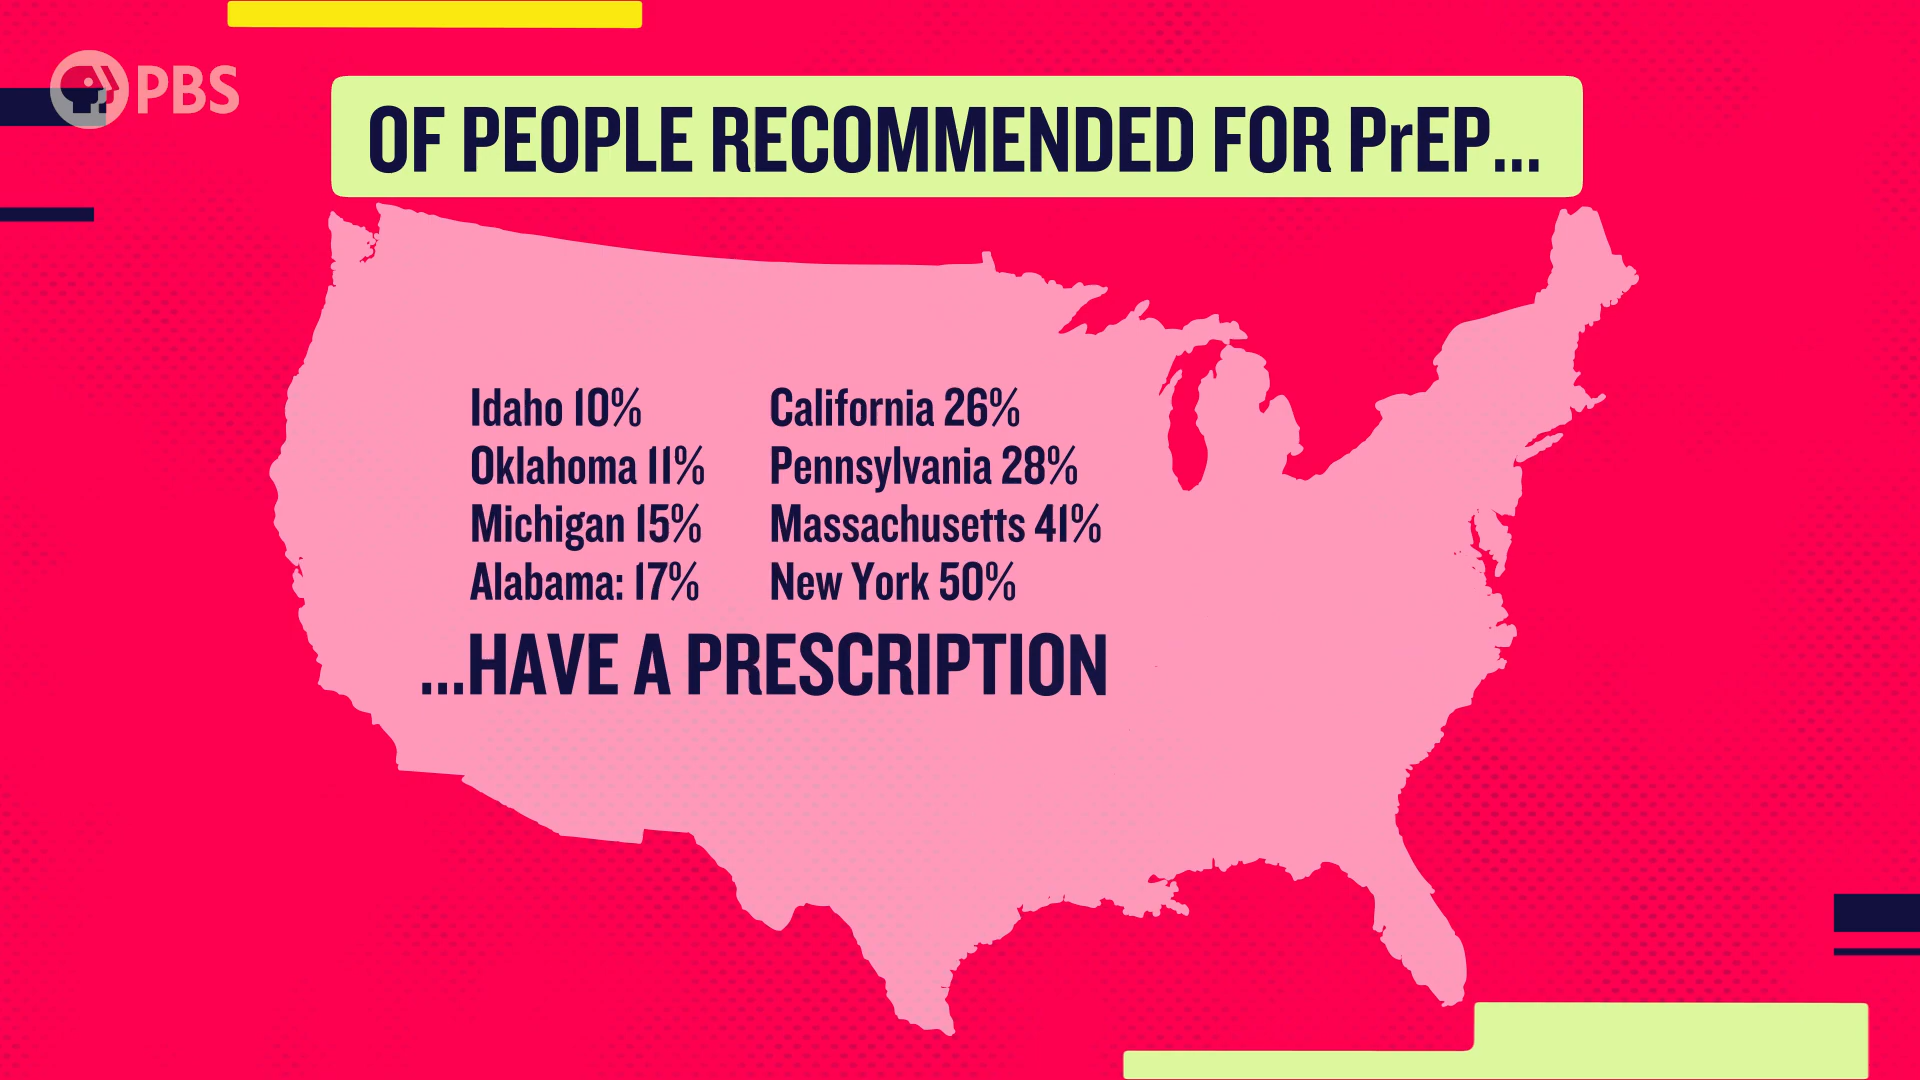 PBS
OF PEOPLE RECOMMENDED FOR PrEP...
Idaho 10%
Oklahoma 11%
Michigan 15%
Alabama: 17%
California 26%
Pennsylvania 28%
Massachusetts 41%
New York 50%
...HAVE A PRESCRIPTION